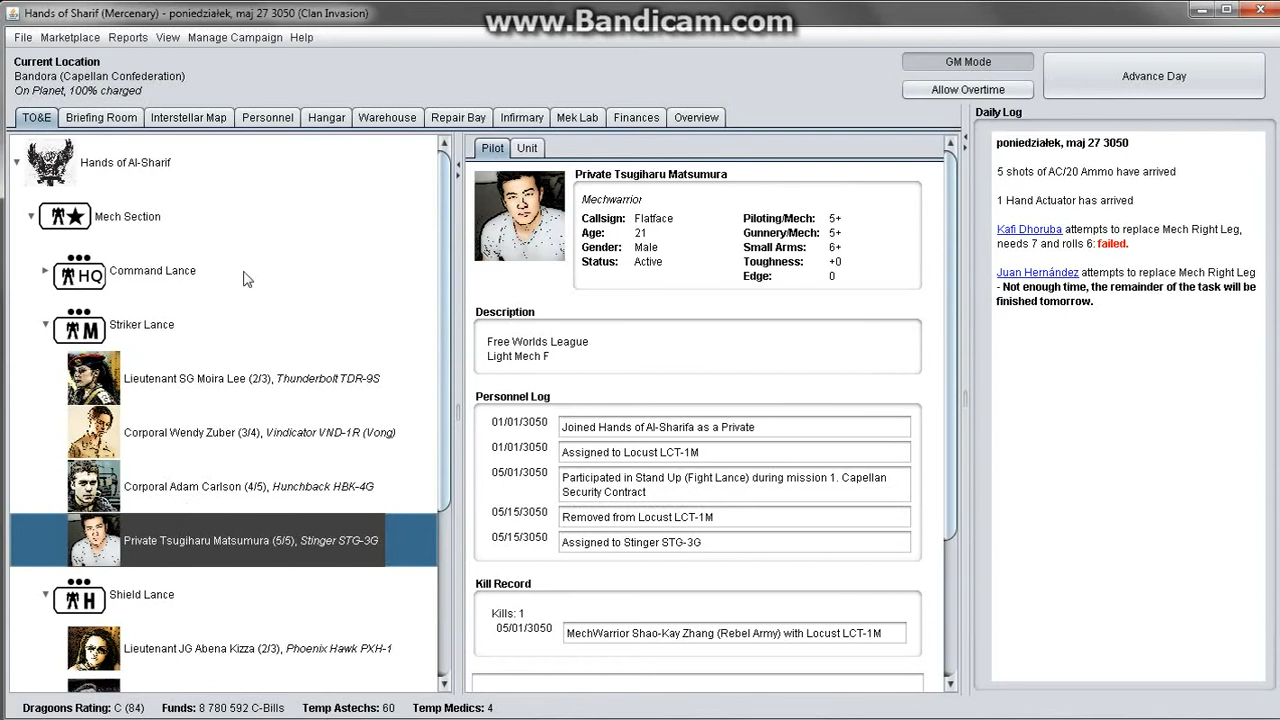 Hands of Sharif (Mercenary) - poniedziałek, maj 27 3050 (Clan Invasion)
www.Bandicam.com
File Marketplace Reports View Manage Campaign Help
Current Location
Bandora (Capellan Confederation)
On Planet, 100% charged
GM Mode
Allow Overtime
Advance Day
TO&E Briefing Room Interstellar Map Personnel Hangar Warehouse Repair Bay Infirmary Mek Lab Finances Overview
Hands of Al-Sharif
Mech Section
HQ Command Lance
M Striker Lance
Lieutenant SG Moira Lee (2/3), Thunderbolt TDR-9S
Corporal Wendy Zuber (3/4), Vindicator VND-1R (Vong)
Corporal Adam Carlson (4/5), Hunchback HBK-4G
Private Tsugiharu Matsumura (5/5), Stinger STG-3G
H Shield Lance
Lieutenant JG Abena Kizza (2/3), Phoenix Hawk PXH-1
Pilot Unit
Private Tsugiharu Matsumura
Mechwarrior
Callsign: Flatface Piloting/Mech: 5+
Age: 21 Gunnery/Mech: 5+
Gender: Male Small Arms: 6+
Status: Active Toughness: +0
Edge: 0
Description
Free Worlds League
Light Mech F
Personnel Log
01/01/3050 Joined Hands of Al-Sharifa as a Private
01/01/3050 Assigned to Locust LCT-1M
05/01/3050 Participated in Stand Up (Fight Lance) during mission 1. Capellan
Security Contract
05/15/3050 Removed from Locust LCT-1M
05/15/3050 Assigned to Stinger STG-3G
Kill Record
Kills: 1
05/01/3050 MechWarrior Shao-Kay Zhang (Rebel Army) with Locust LCT-1M
Daily Log
poniedziałek, maj 27 3050
5 shots of AC/20 Ammo have arrived
1 Hand Actuator has arrived
Kafi Dhoruba attempts to replace Mech Right Leg,
needs 7 and rolls 6: failed.
Juan Hernández attempts to replace Mech Right Leg
- Not enough time, the remainder of the task will be
finished tomorrow.
Dragoons Rating: C (84) Funds: 8 780 592 C-Bills Temp Astechs: 60 Temp Medics: 4